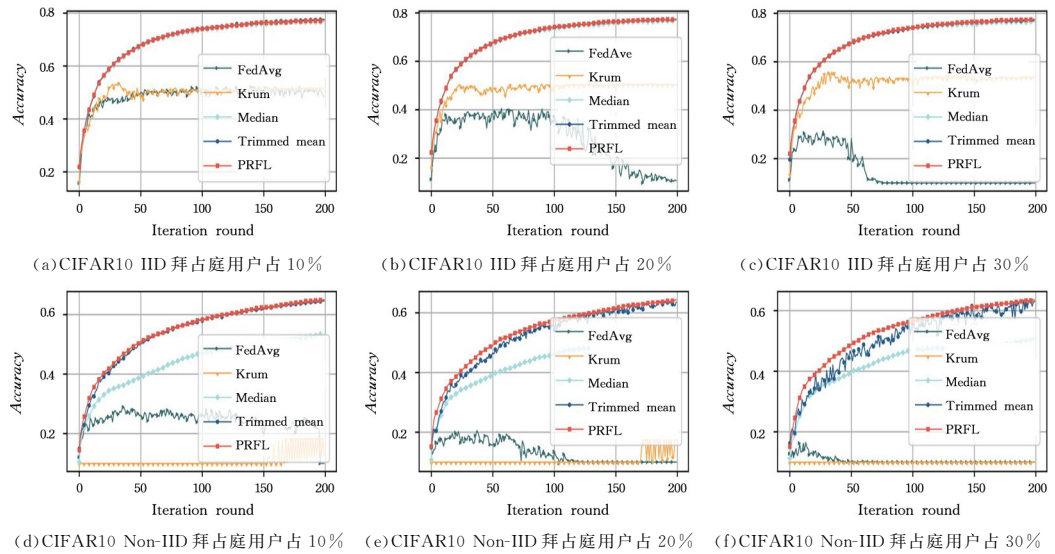 0.8
0.6
0.4
0.2
Accuracy
FedAvg
Krum
Median
Trimmed mean
PRFL
0 50 100 150 200
Iteration round
(a)CIFAR10 IID 拜占庭用户占 10%
0.8
0.6
0.4
0.2
Accuracy
FedAve
Krum
Median
Trimmed mean
PRFL
0 50 100 150 200
Iteration round
(b)CIFAR10 IID 拜占庭用户占 20%
0.8
0.6
0.4
0.2
Accuracy
FedAvg
Krum
Median
Trimmed mean
PRFL
0 50 100 150 200
Iteration round
(c)CIFAR10 IID 拜占庭用户占 30%
0.6
0.4
0.2
Accuracy
FedAvg
Krum
Median
Trimmed mean
PRFL
0 50 100 150 200
Iteration round
(d)CIFAR10 Non-IID 拜占庭用户占 10%
0.6
0.4
0.2
Accuracy
FedAvg
Krum
Median
Trimmed mean
PRFL
0 50 100 150 200
Iteration round
(e)CIFAR10 Non-IID 拜占庭用户占 20%
0.6
0.4
0.2
Accuracy
FedAvg
Krum
Median
Trimmed mean
PRFL
0 50 100 150 200
Iteration round
(f)CIFAR10 Non-IID 拜占庭用户占 30%